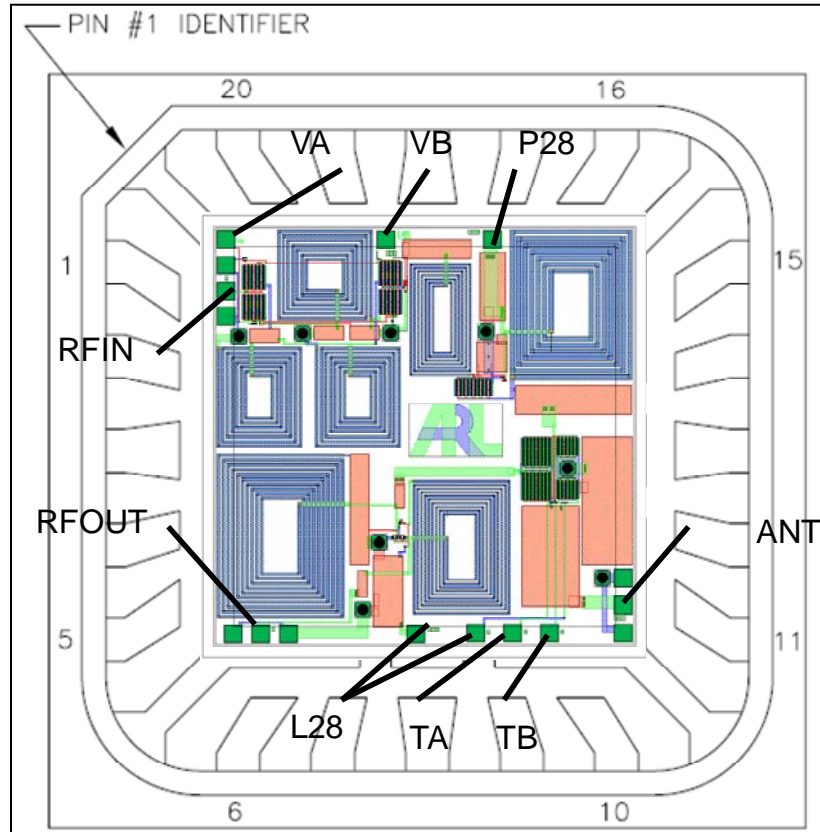 PIN #1 IDENTIFIER
20
16
VA
VB
P28
1
15
RFIN
ARL
RFOUT
ANT
5
11
L28
TA
TB
6
10